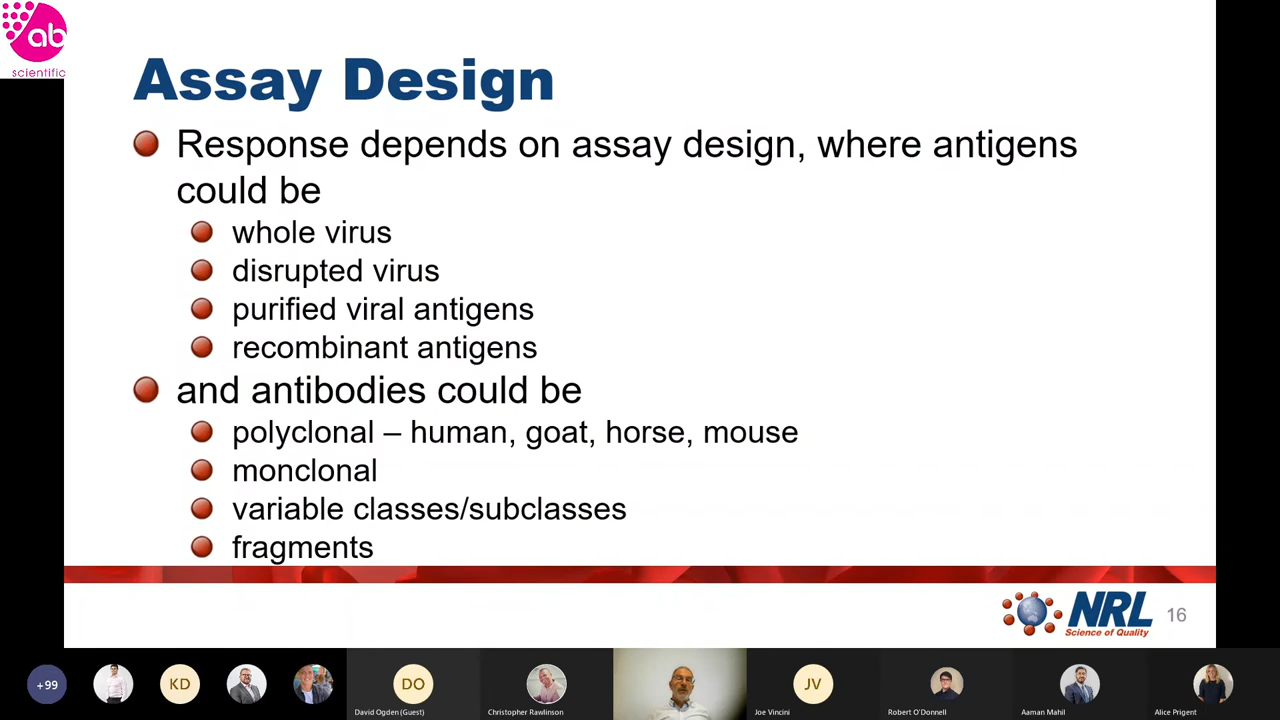 ab
scientific
Assay Design
Response depends on assay design, where antigens
could be
whole virus
disrupted virus
purified viral antigens
recombinant antigens
and antibodies could be
polyclonal – human, goat, horse, mouse
monclonal
variable classes/subclasses
fragments
NRL
Science of Quality
16
+99
KD
DO
JV
David Ogden (Guest)
Christopher Rawlinson
Joe Vincini
Robert O'Donnell
Aaman Mahil
Alice Prigent